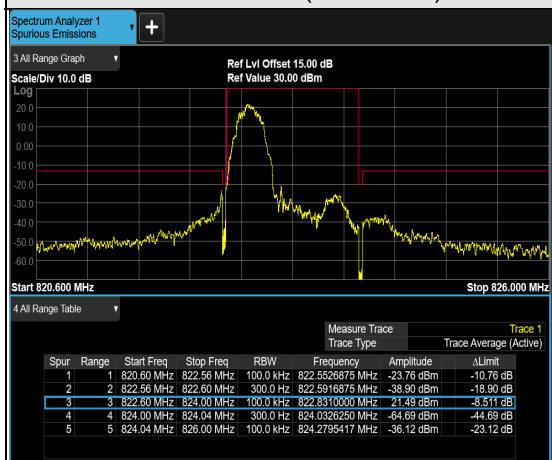 Spectrum Analyzer 1
Spurious Emissions
3 All Range Graph
Ref Lvl Offset 15.00 dB
Scale/Div 10.0 dB
Ref Value 30.00 dBm
Log
20.0
10.0
0.00
-10.0
-20.0
-30.0
-40.0
-50.0
-60.0
Start 820.600 MHz
Stop 826.000 MHz
4 All Range Table
Measure Trace Trace 1
Trace Type Trace Average (Active)
Spur Range Start Freq Stop Freq RBW Frequency Amplitude ΔLimit
1 1 820.60 MHz 822.56 MHz 100.0 kHz 822.5526875 MHz -23.76 dBm -10.76 dB
2 2 822.56 MHz 822.60 MHz 300.0 Hz 822.5916875 MHz -38.90 dBm -18.90 dB
3 3 822.60 MHz 824.00 MHz 100.0 kHz 822.8310000 MHz 21.49 dBm -8.511 dB
4 4 824.00 MHz 824.04 MHz 300.0 Hz 824.0326250 MHz -64.69 dBm -44.69 dB
5 5 824.04 MHz 826.00 MHz 100.0 kHz 824.2795417 MHz -36.12 dBm -23.12 dB